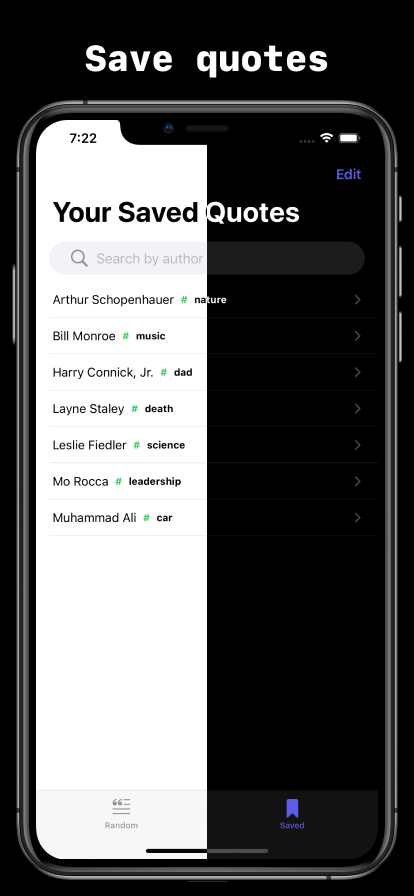 Save quotes
7:22
Edit
Your Saved Quotes
Search by author
Arthur Schopenhauer # nature
Bill Monroe # music
Harry Connick, Jr. # dad
Layne Staley # death
Leslie Fiedler # science
Mo Rocca # leadership
Muhammad Ali # car
Random
Saved